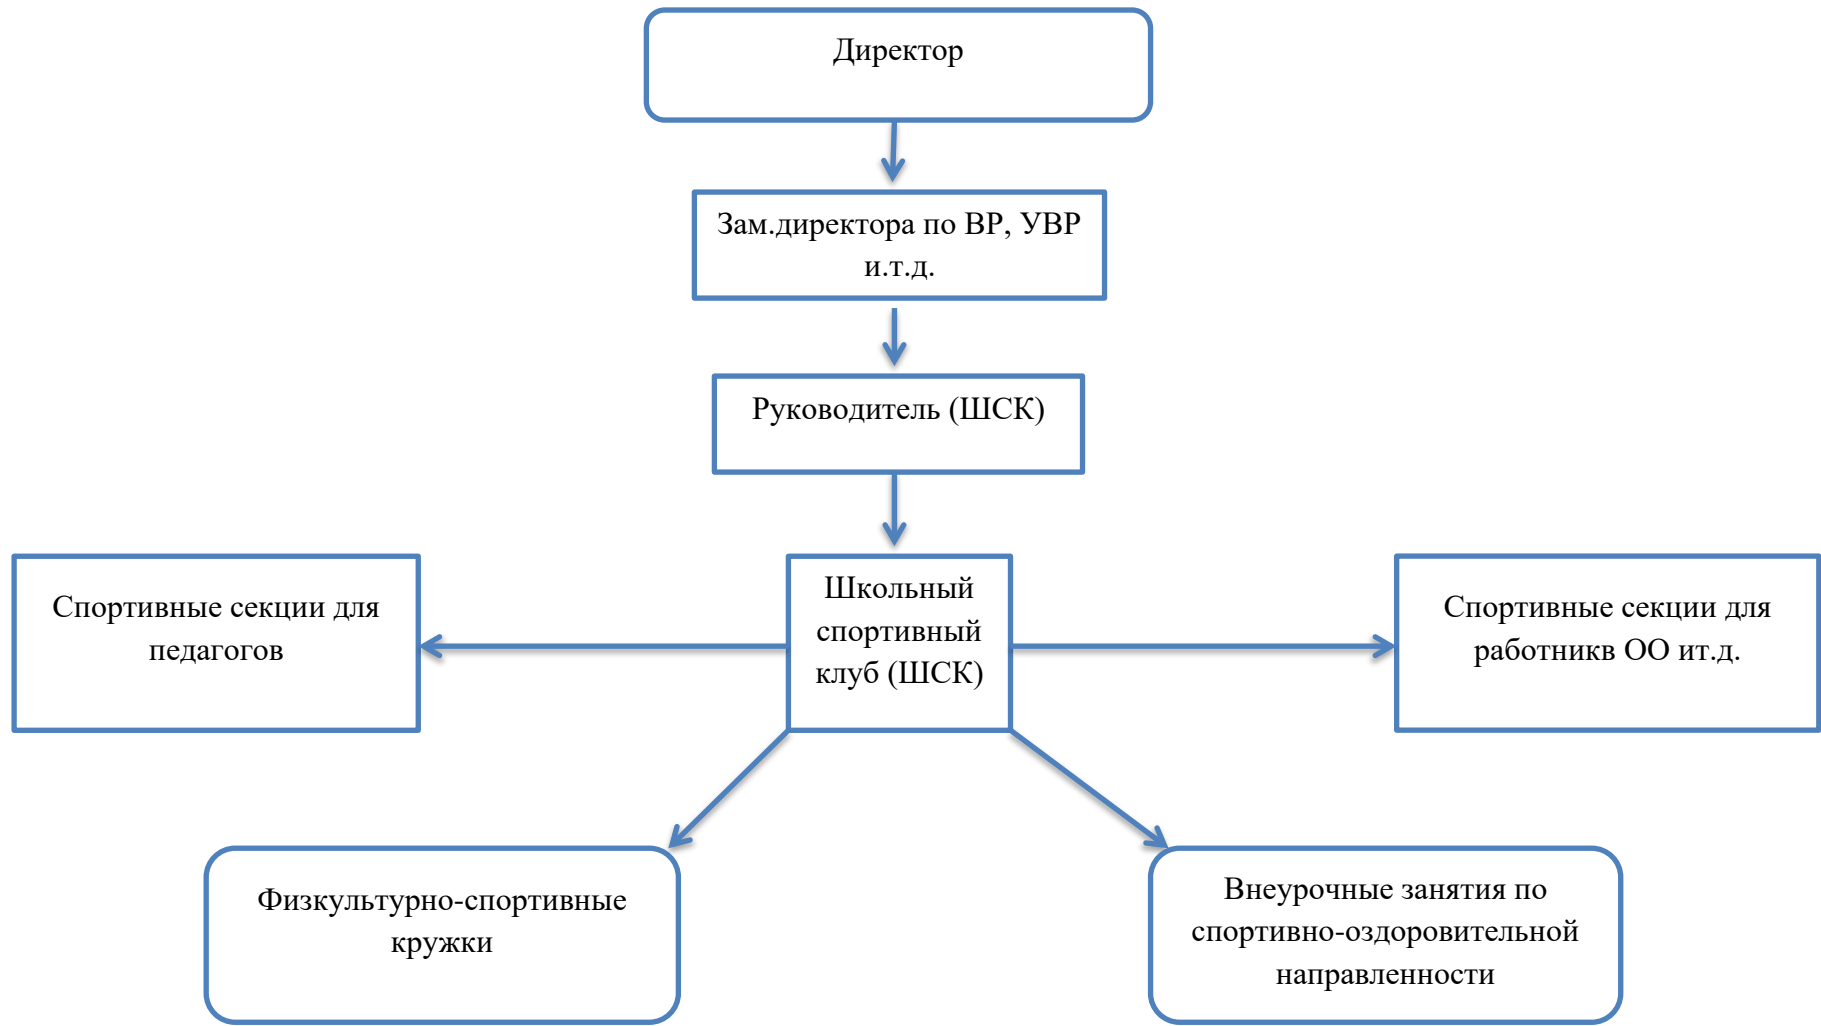 Директор
Зам.директора по ВР, УВР
и.т.д.
Руководитель (ШСК)
Спортивные секции для
педагогов
Школьный
спортивный
клуб (ШСК)
Спортивные секции для
работникв ОО ит.д.
Физкультурно-спортивные
кружки
Внеурочные занятия по
спортивно-оздоровительной
направленности